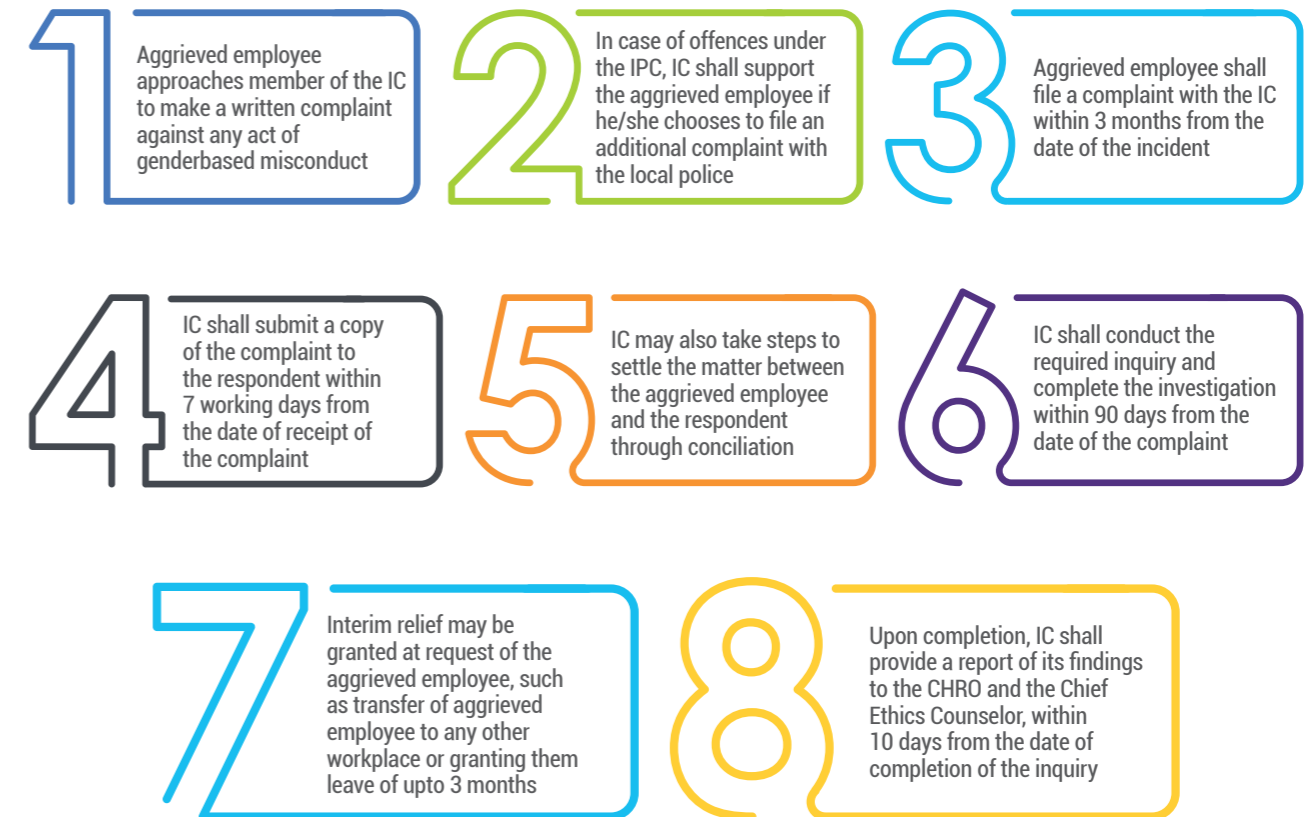 1
Aggrieved employee
approaches member of the IC
to make a written complaint
against any act of
genderbased misconduct
2
In case of offences under
the IPC, IC shall support
the aggrieved employee if
he/she chooses to file an
additional complaint with
the local police
3
Aggrieved employee shall
file a complaint with the IC
within 3 months from the
date of the incident
4
IC shall submit a copy
of the complaint to
the respondent within
7 working days from
the date of receipt of
the complaint
5
IC may also take steps to
settle the matter between
the aggrieved employee
and the respondent
through conciliation
6
IC shall conduct the
required inquiry and
complete the investigation
within 90 days from the
date of the complaint
7
Interim relief may be
granted at request of the
aggrieved employee, such
as transfer of aggrieved
employee to any other
workplace or granting them
leave of upto 3 months
8
Upon completion, IC shall
provide a report of its findings
to the CHRO and the Chief
Ethics Counselor, within
10 days from the date of
completion of the inquiry